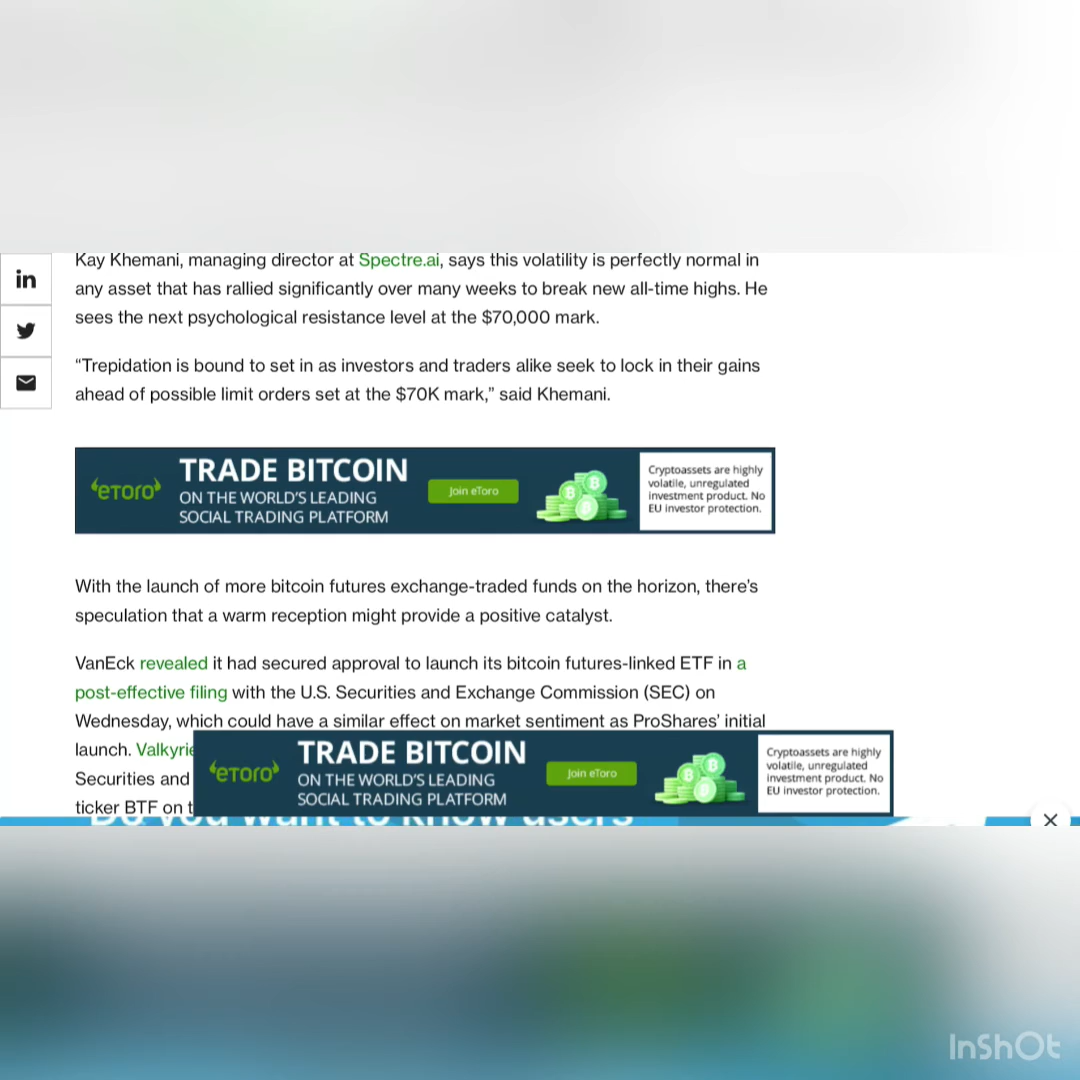 Kay Khemani, managing director at Spectre.ai, says this volatility is perfectly normal in
any asset that has rallied significantly over many weeks to break new all-time highs. He
sees the next psychological resistance level at the $70,000 mark.
“Trepidation is bound to set in as investors and traders alike seek to lock in their gains
ahead of possible limit orders set at the $70K mark,” said Khemani.
eToro
TRADE BITCOIN
ON THE WORLD'S LEADING
SOCIAL TRADING PLATFORM
Join eToro
Cryptoassets are highly
volatile, unregulated
investment product. No
EU investor protection.
With the launch of more bitcoin futures exchange-traded funds on the horizon, there’s
speculation that a warm reception might provide a positive catalyst.
VanEck revealed it had secured approval to launch its bitcoin futures-linked ETF in a
post-effective filing with the U.S. Securities and Exchange Commission (SEC) on
Wednesday, which could have a similar effect on market sentiment as ProShares’ initial
launch. Valkyrie
Securities and
ticker BTF on t
eToro
TRADE BITCOIN
ON THE WORLD'S LEADING
SOCIAL TRADING PLATFORM
Join eToro
Cryptoassets are highly
volatile, unregulated
investment product. No
EU investor protection.
Do you want to know users
InShOt